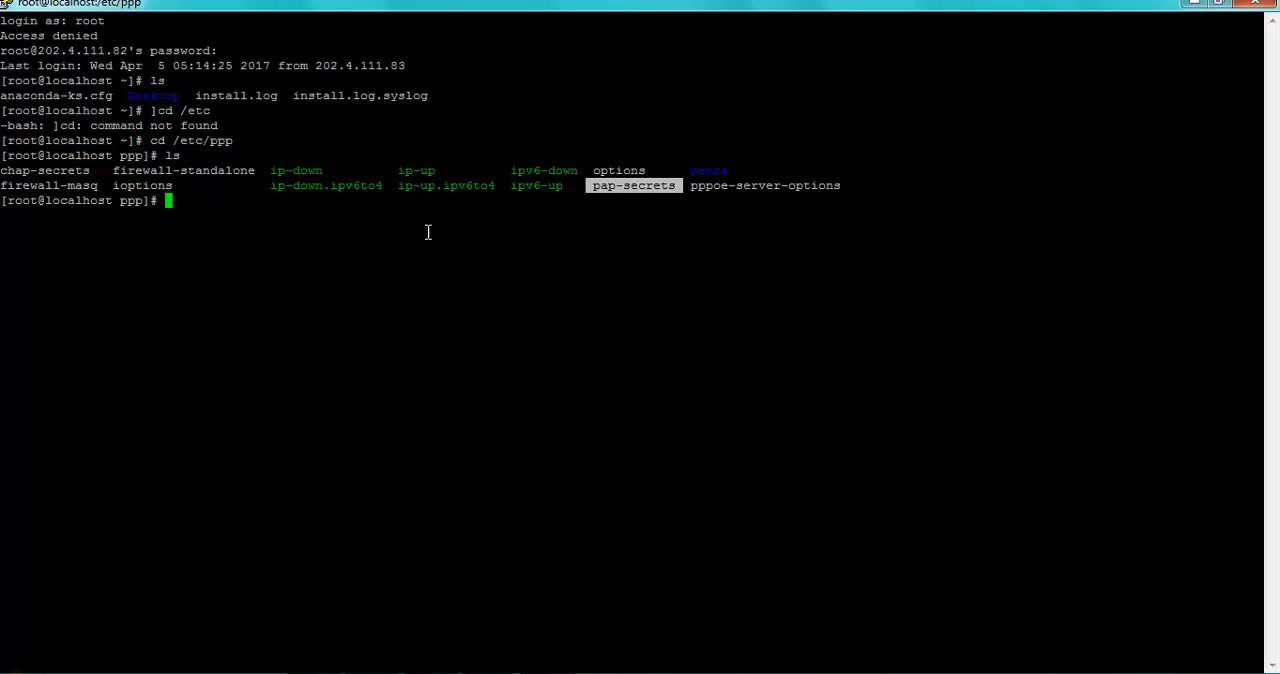 root@localhost:/etc/ppp
login as: root
Access denied
root@202.4.111.82's password:
Last login: Wed Apr  5 05:14:25 2017 from 202.4.111.83
[root@localhost ~]# ls
anaconda-ks.cfg  Desktop  install.log  install.log.syslog
[root@localhost ~]# ]cd /etc
-bash: ]cd: command not found
[root@localhost ~]# cd /etc/ppp
[root@localhost ppp]# ls
chap-secrets   firewall-standalone  ip-down          ip-up          ipv6-down  options      peers
firewall-masq  ioptions             ip-down.ipv6to4  ip-up.ipv6to4  ipv6-up    pap-secrets  pppoe-server-options
[root@localhost ppp]#